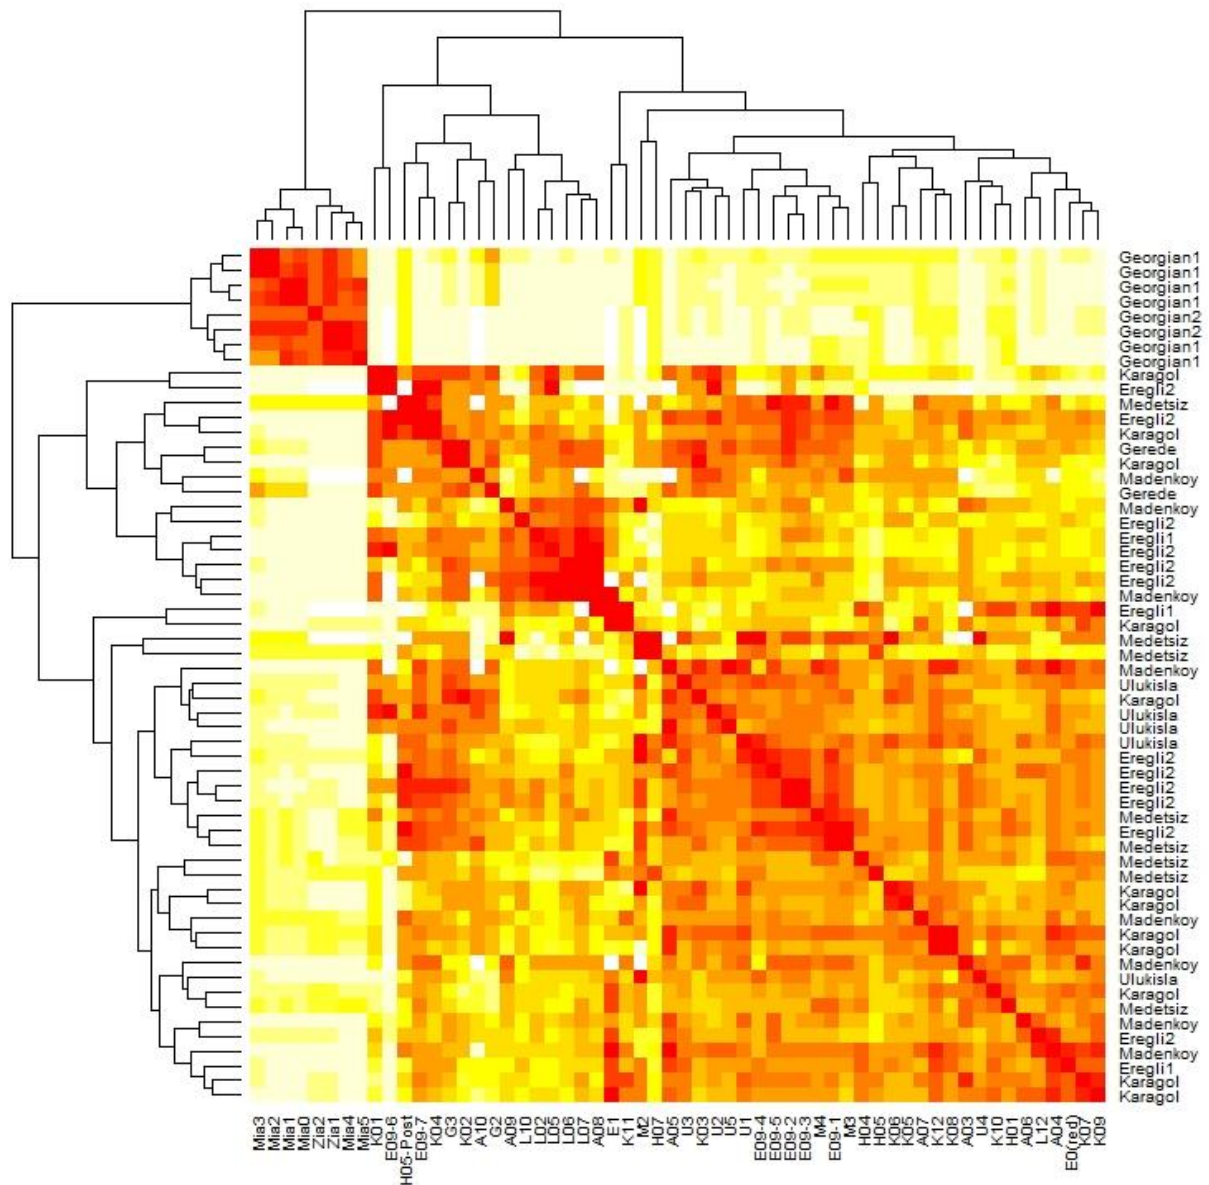 Georgian1
Georgian1
Georgian1
Georgian1
Georgian2
Georgian2
Georgian1
Georgian1
Karagol
Eregli2
Medetsiz
Eregli2
Karagol
Gerede
Karagol
Madenkoy
Gerede
Madenkoy
Eregli2
Eregli1
Eregli2
Eregli2
Eregli2
Madenkoy
Eregli1
Karagol
Medetsiz
Medetsiz
Madenkoy
Ulukisla
Karagol
Ulukisla
Ulukisla
Ulukisla
Eregli2
Eregli2
Eregli2
Eregli2
Medetsiz
Eregli2
Medetsiz
Medetsiz
Medetsiz
Karagol
Karagol
Madenkoy
Karagol
Karagol
Madenkoy
Ulukisla
Karagol
Medetsiz
Madenkoy
Eregli2
Madenkoy
Eregli1
Karagol
Karagol
Mia3
Mia2
Mia1
Mia0
Zia2
Zia1
Mia4
Mia5
K01
E09-6
H05-Post
E09-7
K04
G3
K02
A10
G2
A09
L10
L02
L05
L06
L07
A08
E1
K11
M2
H07
A05
U3
K03
U2
U5
U1
E09-4
E09-5
E09-2
E09-3
M4
E09-1
M3
H04
H05
K06
K05
A07
K12
K08
A03
U4
K10
H01
A06
L12
A04
E0(red)
K07
K09